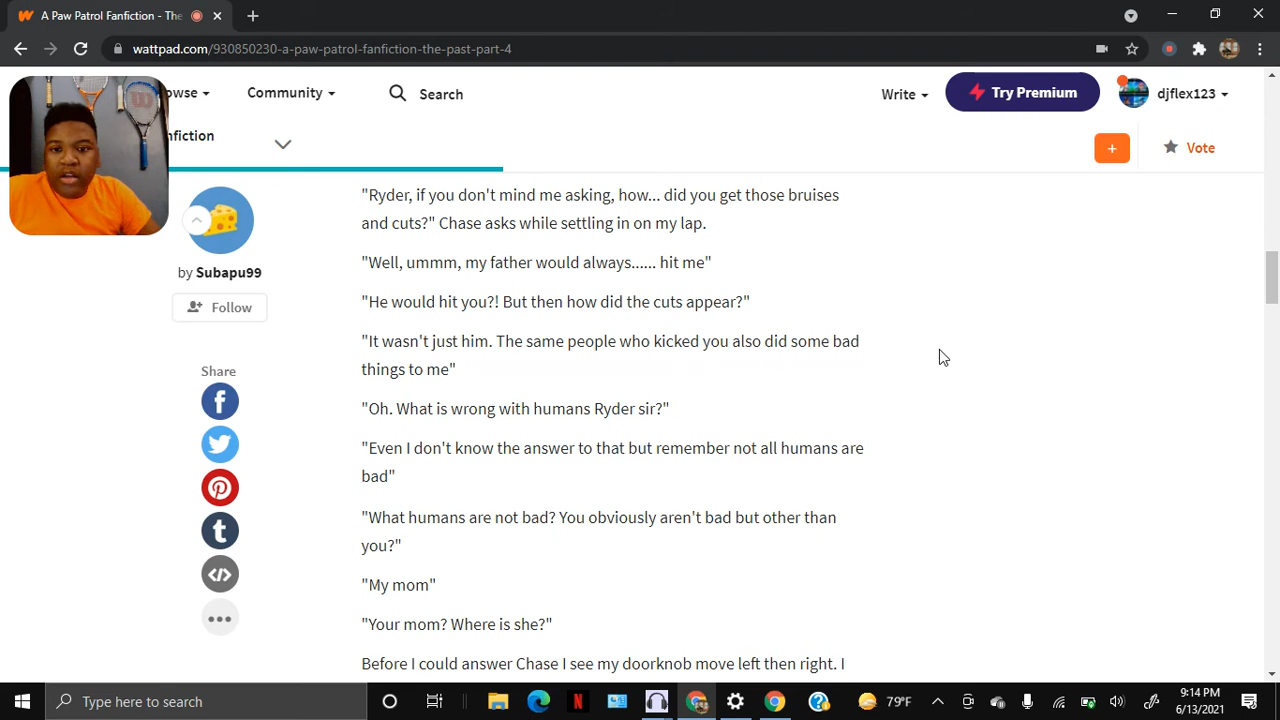 A Paw Patrol Fanfiction - The
wattpad.com/930850230-a-paw-patrol-fanfiction-the-past-part-4
owse
Community
Search
Write
Try Premium
djflex123
nfiction
+
Vote
"Ryder, if you don't mind me asking, how... did you get those bruises
and cuts?" Chase asks while settling in on my lap.
by Subapu99
"Well, ummm, my father would always...... hit me"
Follow
"He would hit you?! But then how did the cuts appear?"
"It wasn't just him. The same people who kicked you also did some bad
things to me"
Share
"Oh. What is wrong with humans Ryder sir?"
"Even I don't know the answer to that but remember not all humans are
bad"
"What humans are not bad? You obviously aren't bad but other than
you?"
"My mom"
"Your mom? Where is she?"
Before I could answer Chase I see my doorknob move left then right. I
Type here to search
79°F
9:14 PM
6/13/2021